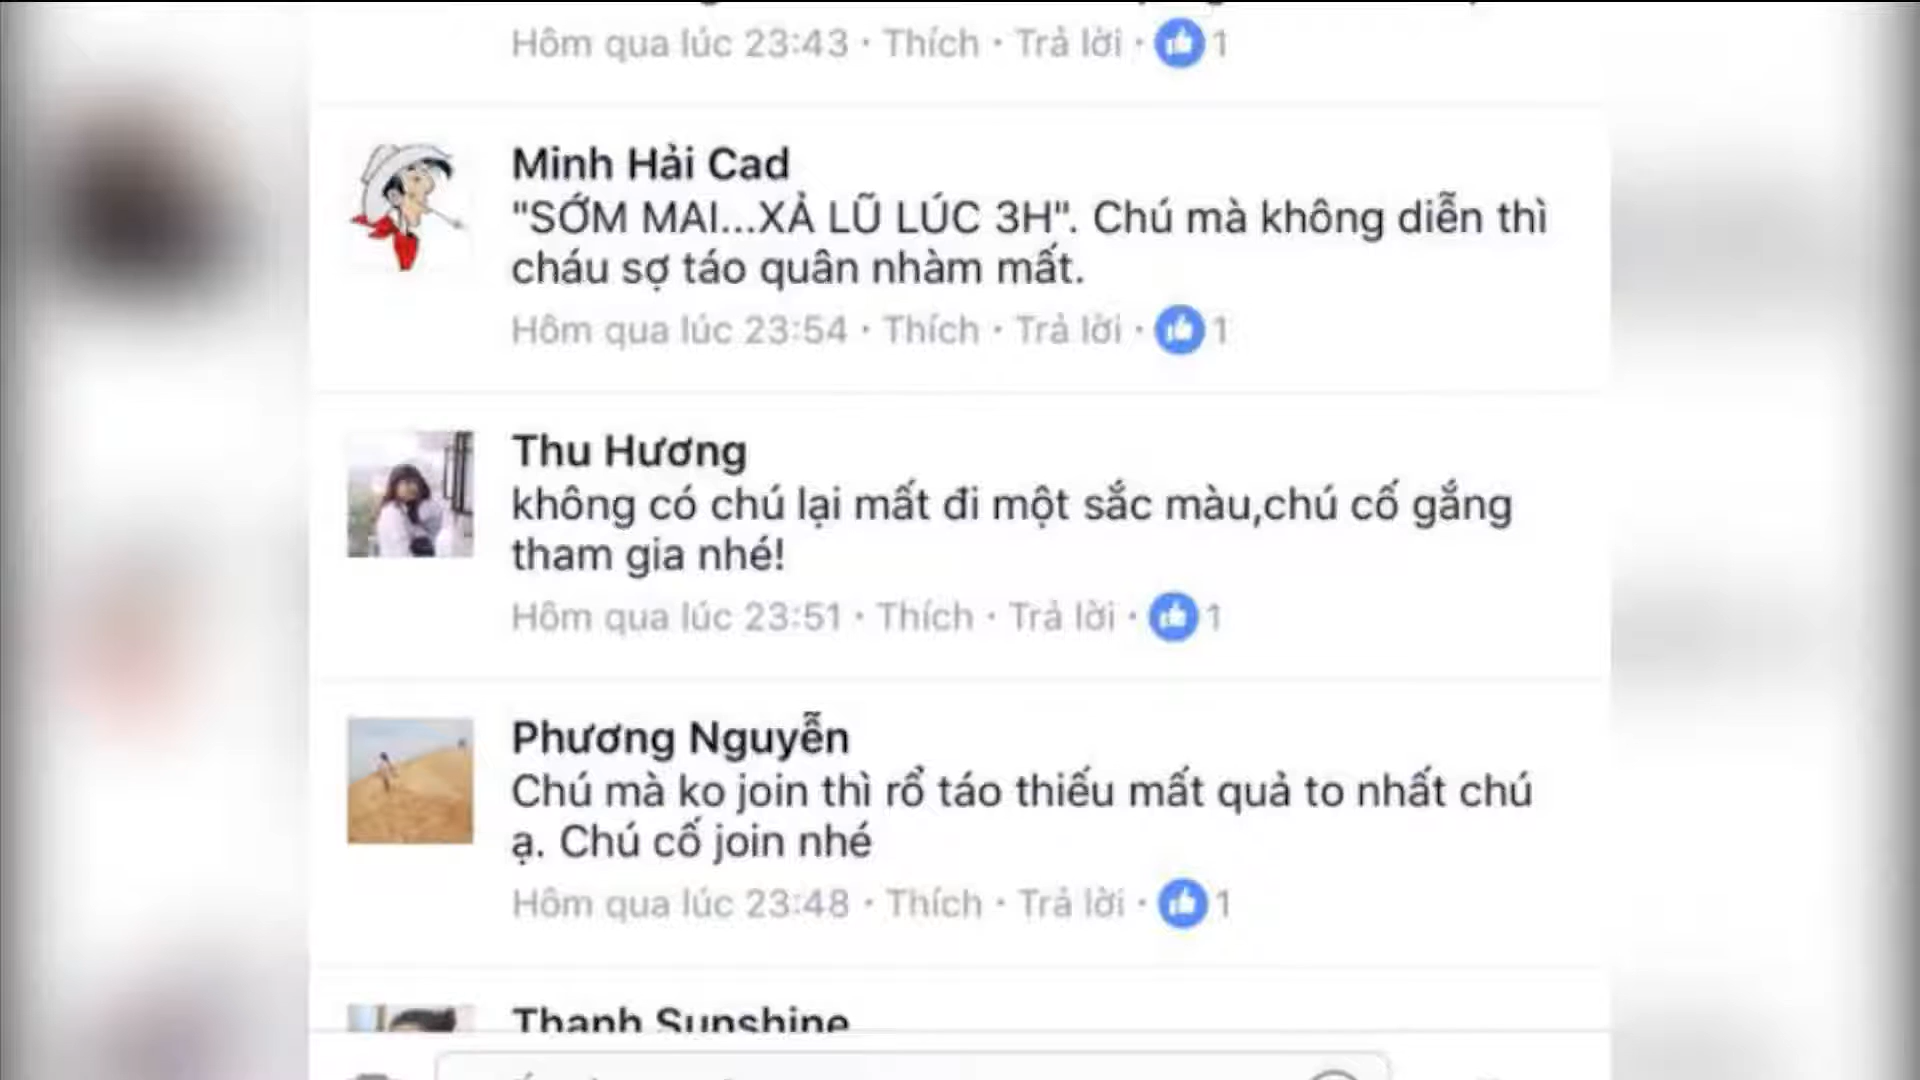 Hôm qua lúc 23:43 · Thích · Trả lời · 1
Minh Hải Cad
"SỚM MAI...XẢ LŨ LÚC 3H". Chú mà không diễn thì
cháu sợ táo quân nhàm mất.
Hôm qua lúc 23:54 · Thích · Trả lời · 1
Thu Hương
không có chú lại mất đi một sắc màu,chú cố gắng
tham gia nhé!
Hôm qua lúc 23:51 · Thích · Trả lời · 1
Phương Nguyễn
Chú mà ko join thì rổ táo thiếu mất quả to nhất chú
ạ. Chú cố join nhé
Hôm qua lúc 23:48 · Thích · Trả lời · 1
Thanh Sunshine